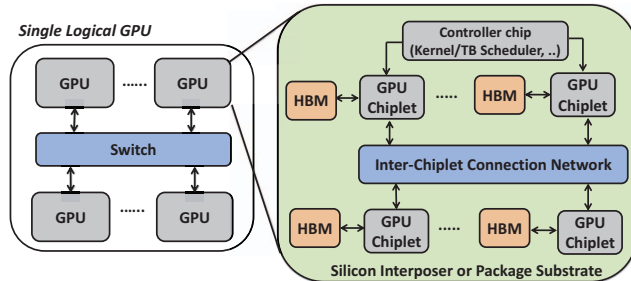 Single Logical GPU
GPU
......
GPU
Switch
GPU
......
GPU
Controller chip
(Kernel/TB Scheduler, ..)
HBM
GPU
Chiplet
.....
HBM
GPU
Chiplet
Inter-Chiplet Connection Network
HBM
GPU
Chiplet
.....
HBM
GPU
Chiplet
Silicon Interposer or Package Substrate